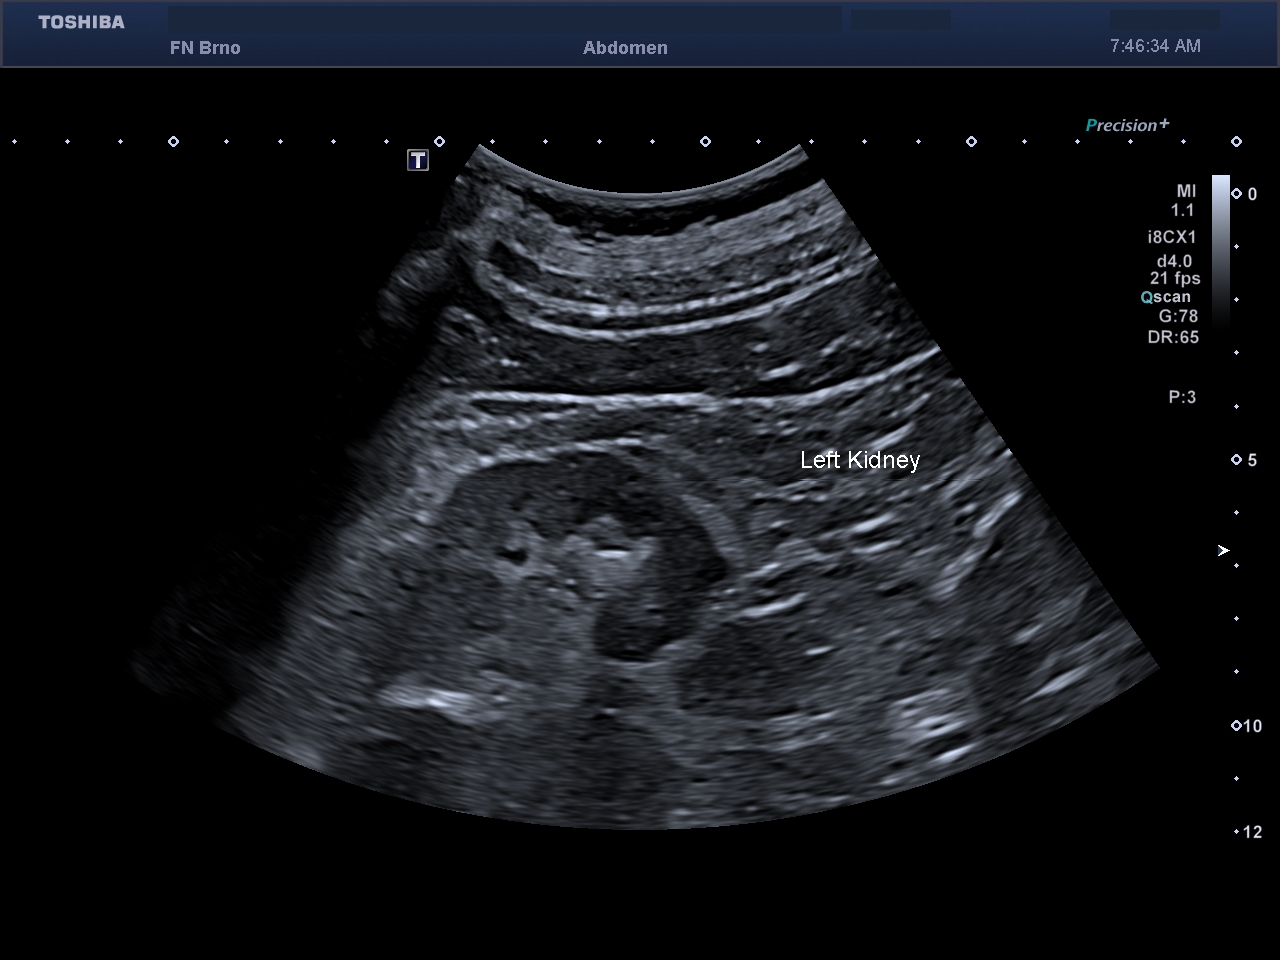 TOSHIBA
FN Brno
Abdomen
7:46:34 AM
Precision+
T
MI
1.1
i8CX1
d4.0
21 fps
Qscan
G:78
DR:65
P:3
0
Left Kidney
5
10
12